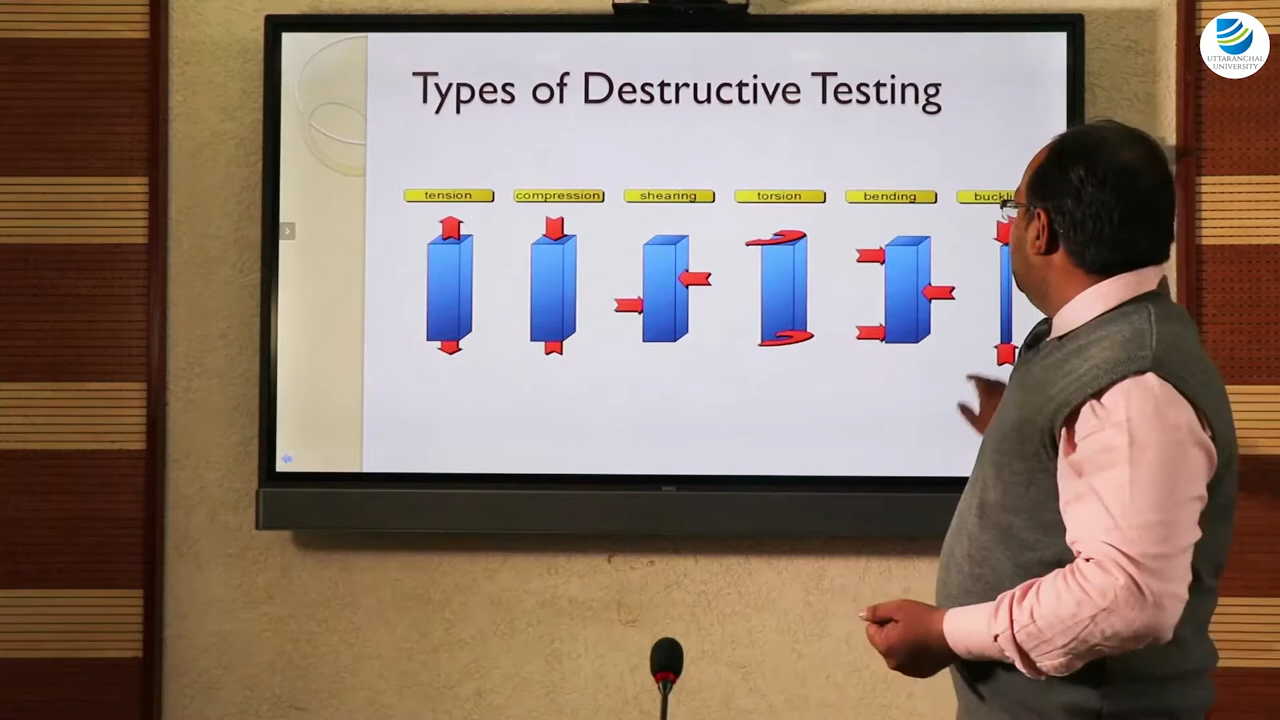 Types of Destructive Testing
tension
compression
shearing
torsion
bending
UTTARANCHAL
UNIVERSITY